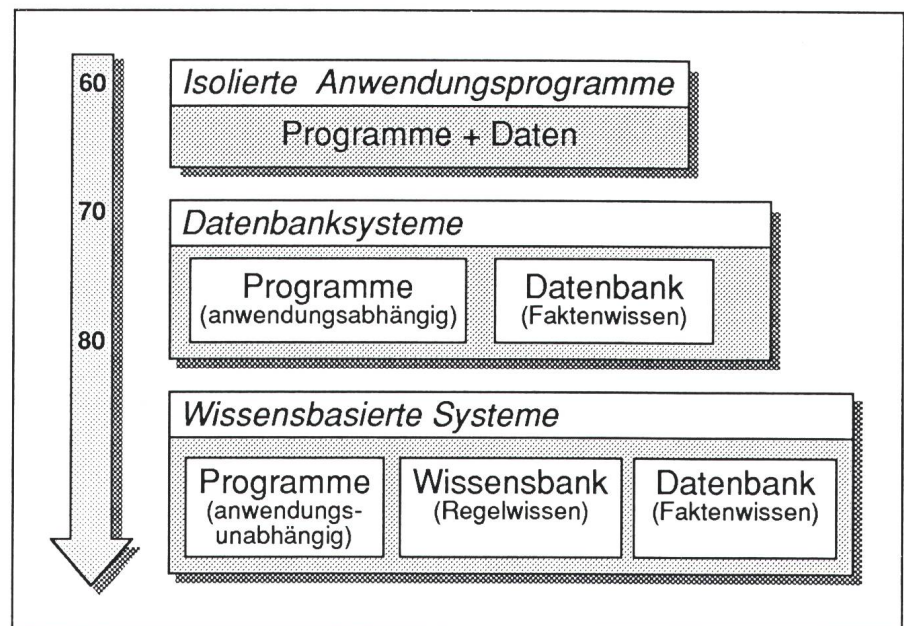 60
Isolierte Anwendungsprogramme
Programme + Daten
70
Datenbanksysteme
Programme
(anwendungsabhängig)
Datenbank
(Faktenwissen)
80
Wissensbasierte Systeme
Programme
(anwendungs-
unabhängig)
Wissensbank
(Regelwissen)
Datenbank
(Faktenwissen)